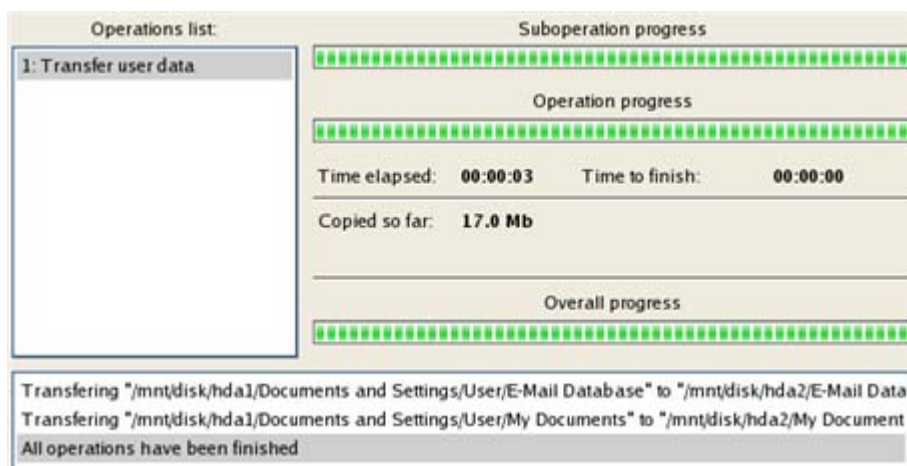 Operations list:
1: Transfer user data
Suboperation progress
Operation progress
Time elapsed: 00:00:03 Time to finish: 00:00:00
Copied so far: 17.0 Mb
Overall progress
Transfering "/mnt/disk/hda1/Documents and Settings/User/E-Mail Database" to "/mnt/disk/hda2/E-Mail Data
Transfering "/mnt/disk/hda1/Documents and Settings/User/My Documents" to "/mnt/disk/hda2/My Document
All operations have been finished